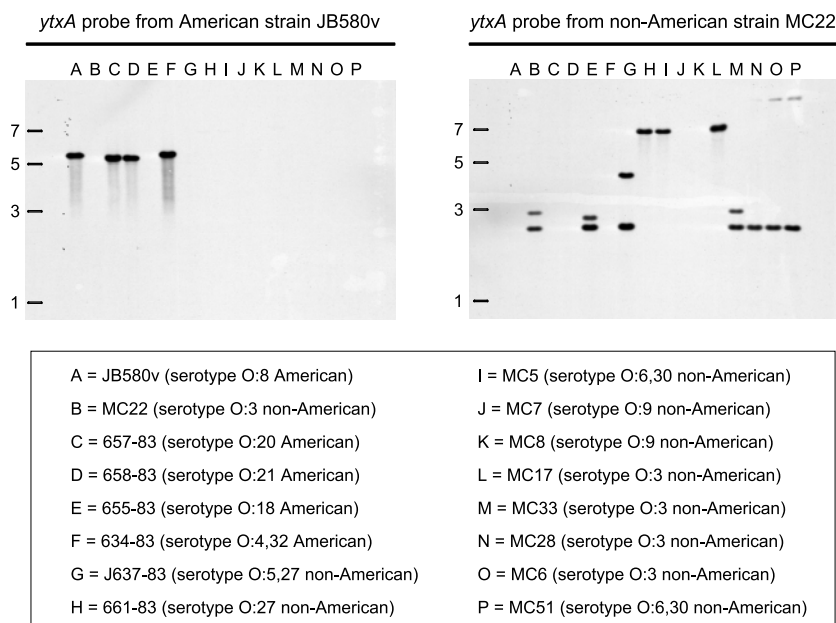 ytxA probe from American strain JB580v
A B C D E F G H I J K L M N O P
7
5
3
1
ytxA probe from non-American strain MC22
A B C D E F G H I J K L M N O P
7
5
3
1
A = JB580v (serotype O:8 American)
B = MC22 (serotype O:3 non-American)
C = 657-83 (serotype O:20 American)
D = 658-83 (serotype O:21 American)
E = 655-83 (serotype O:18 American)
F = 634-83 (serotype O:4,32 American)
G = J637-83 (serotype O:5,27 non-American)
H = 661-83 (serotype O:27 non-American)
I = MC5 (serotype O:6,30 non-American)
J = MC7 (serotype O:9 non-American)
K = MC8 (serotype O:9 non-American)
L = MC17 (serotype O:3 non-American)
M = MC33 (serotype O:3 non-American)
N = MC28 (serotype O:3 non-American)
O = MC6 (serotype O:3 non-American)
P = MC51 (serotype O:6,30 non-American)